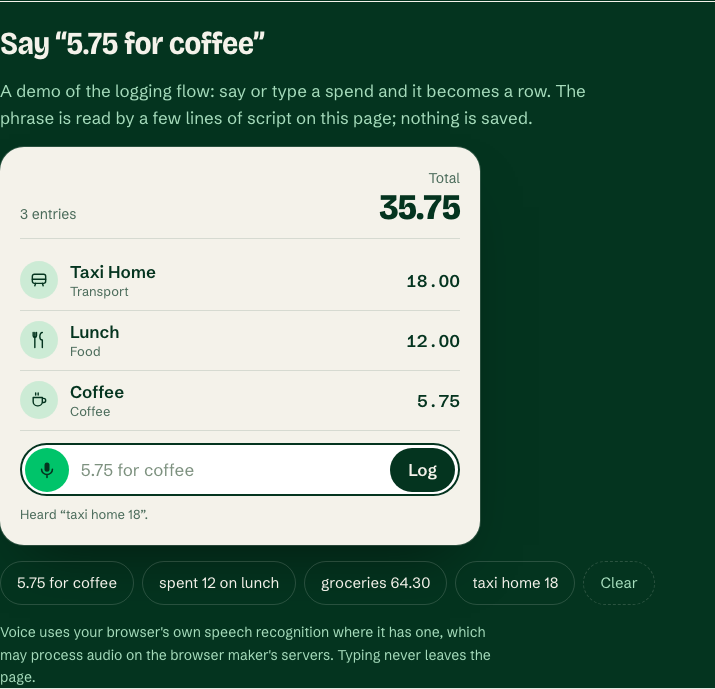 Say “5.75 for coffee”
A demo of the logging flow: say or type a spend and it becomes a row. The
phrase is read by a few lines of script on this page; nothing is saved.
Total
3 entries
35.75
Taxi Home
Transport
18.00
Lunch
Food
12.00
Coffee
Coffee
5.75
5.75 for coffee
Log
Heard “taxi home 18”.
5.75 for coffee
spent 12 on lunch
groceries 64.30
taxi home 18
Clear
Voice uses your browser's own speech recognition where it has one, which
may process audio on the browser maker's servers. Typing never leaves the
page.